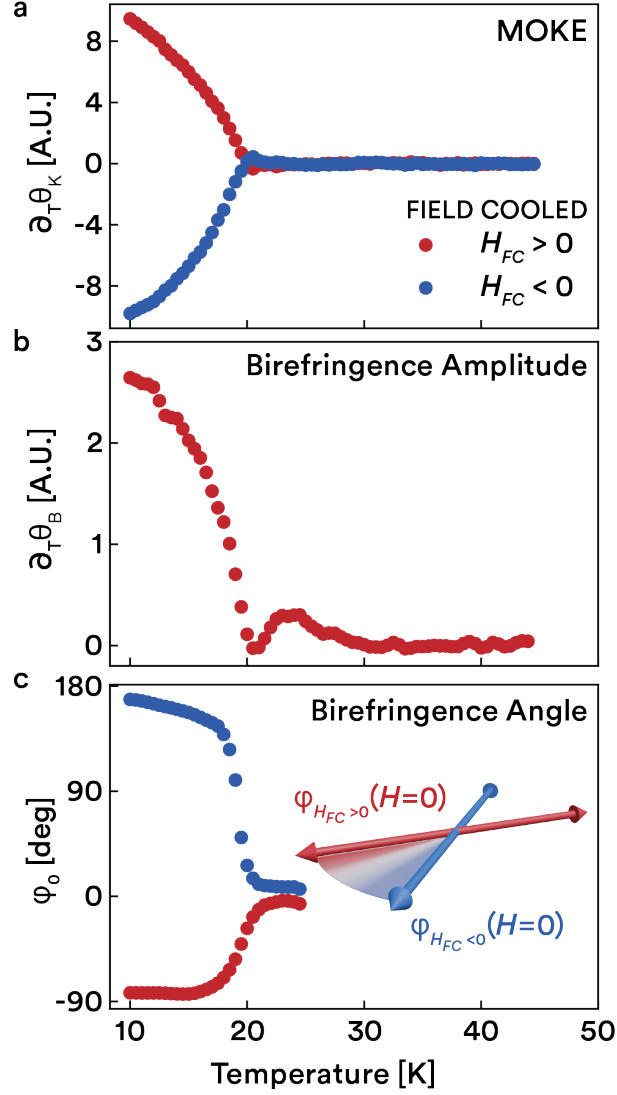 a
MOKE
8
4
0
-4
-8
∂TθK [A.U.]
FIELD COOLED
HFC > 0
HFC < 0
b
Birefringence Amplitude
3
2
1
0
∂TθB [A.U.]
c
Birefringence Angle
180
90
0
-90
φ0 [deg]
φHFC>0(H=0)
φHFC<0(H=0)
10 20 30 40 50
Temperature [K]